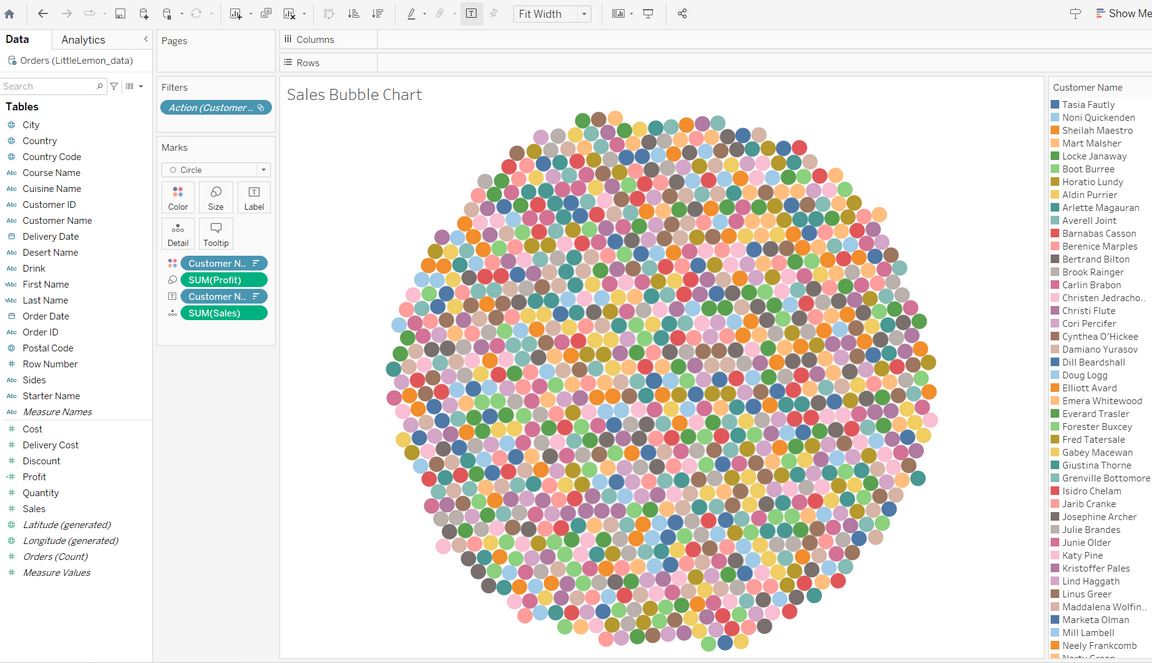 Fit Width
Show Me
Data
Analytics
Orders (LittleLemon_data)
Search
Tables
City
Country
Country Code
Course Name
Cuisine Name
Customer ID
Customer Name
Delivery Date
Desert Name
Drink
First Name
Last Name
Order Date
Order ID
Postal Code
Row Number
Sides
Starter Name
Measure Names
Cost
Delivery Cost
Discount
Profit
Quantity
Sales
Latitude (generated)
Longitude (generated)
Orders (Count)
Measure Values
Pages
Filters
Action (Customer ..
Marks
Circle
Color
Size
Label
Detail
Tooltip
Customer N..
SUM(Profit)
Customer N..
SUM(Sales)
Columns
Rows
Sales Bubble Chart
Customer Name
Tasia Fautly
Noni Quickenden
Sheilah Maestro
Mart Malsher
Locke Janaway
Boot Burree
Horatio Lundy
Aldin Purrier
Arlette Magauran
Averell Joint
Barnabas Casson
Berenice Marples
Bertrand Bilton
Brook Rainger
Carlin Brabon
Christen Jedracho..
Christi Flute
Cori Percifer
Cynthea O'Hickee
Damiano Yurasov
Dill Beardshall
Doug Logg
Elliott Avard
Emera Whitewood
Everard Trasler
Forester Buxcey
Fred Tatersale
Gabey Macewan
Giustina Thorne
Grenville Bottomore
Isidro Chelam
Jarib Cranke
Josephine Archer
Julie Brandes
Junie Older
Katy Pine
Kristoffer Pales
Lind Haggath
Linus Greer
Maddalena Wolfin..
Marketa Olman
Mill Lambell
Neely Frankcomb